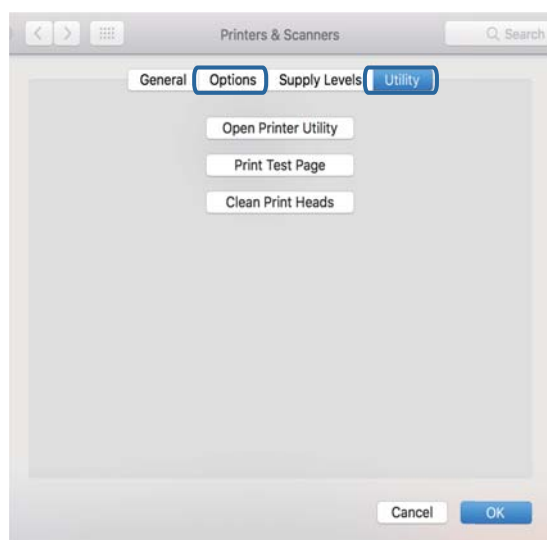 Printers & Scanners Search
General Options Supply Levels Utility
Open Printer Utility
Print Test Page
Clean Print Heads
Cancel OK